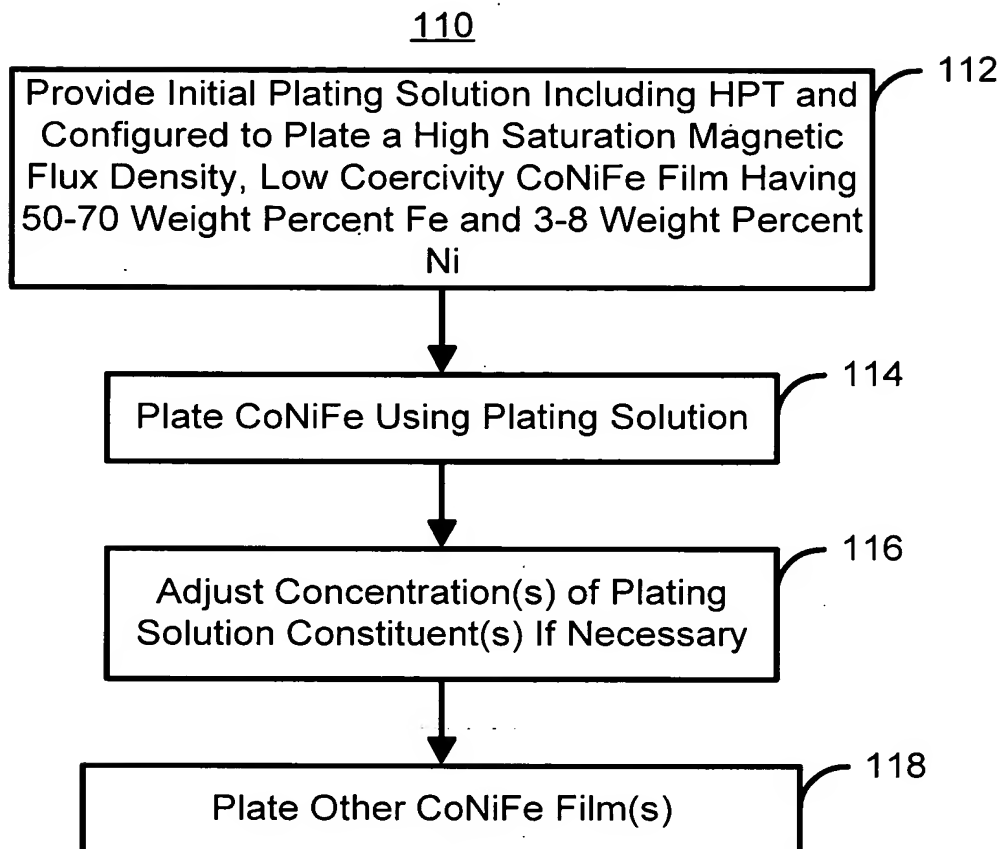 110
112
Provide Initial Plating Solution Including HPT and
Configured to Plate a High Saturation Magnetic
Flux Density, Low Coercivity CoNiFe Film Having
50-70 Weight Percent Fe and 3-8 Weight Percent
Ni
114
Plate CoNiFe Using Plating Solution
116
Adjust Concentration(s) of Plating
Solution Constituent(s) If Necessary
118
Plate Other CoNiFe Film(s)